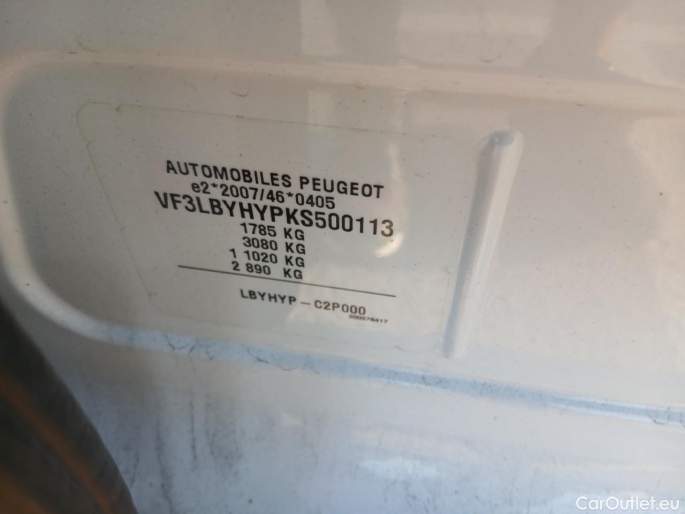 AUTOMOBILES PEUGEOT
e2*2007/46*0405
VF3LBYHYPKS500113
1785 KG
3080 KG
1 1020 KG
2 890 KG
LBYHYP - C2P000
CarOutlet.eu